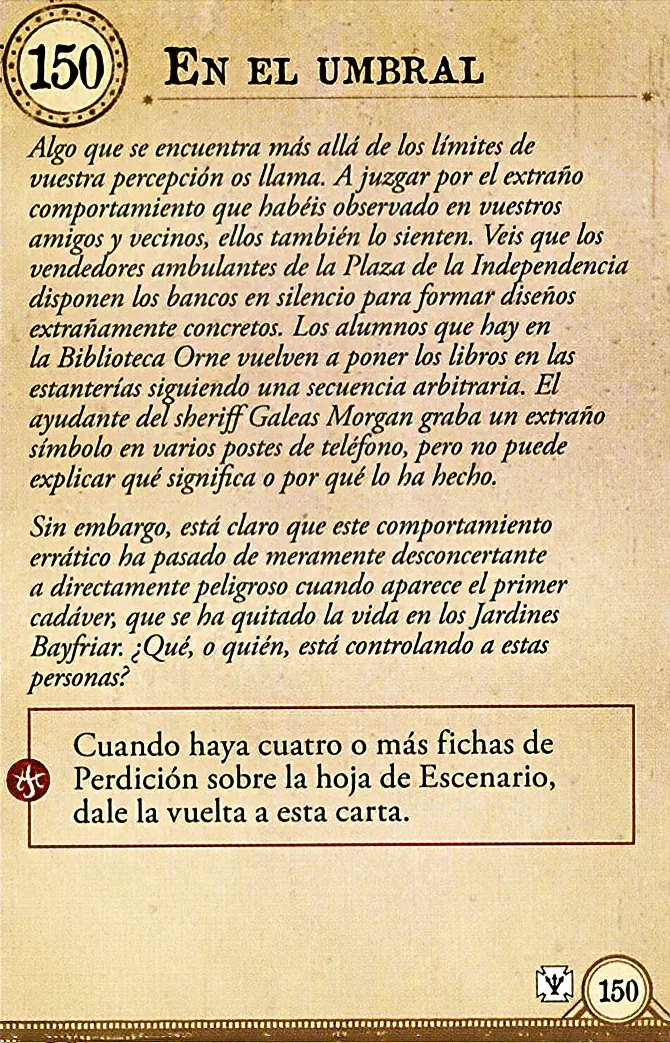 150
EN EL UMBRAL
Algo que se encuentra más allá de los límites de
vuestra percepción os llama. A juzgar por el extraño
comportamiento que habéis observado en vuestros
amigos y vecinos, ellos también lo sienten. Veis que los
vendedores ambulantes de la Plaza de la Independencia
disponen los bancos en silencio para formar diseños
extrañamente concretos. Los alumnos que hay en
la Biblioteca Orne vuelven a poner los libros en las
estanterías siguiendo una secuencia arbitraria. El
ayudante del sheriff Galeas Morgan graba un extraño
símbolo en varios postes de teléfono, pero no puede
explicar qué significa o por qué lo ha hecho.
Sin embargo, está claro que este comportamiento
errático ha pasado de meramente desconcertante
a directamente peligroso cuando aparece el primer
cadáver, que se ha quitado la vida en los Jardines
Bayfriar. ¿Qué, o quién, está controlando a estas
personas?
Cuando haya cuatro o más fichas de
Perdición sobre la hoja de Escenario,
dale la vuelta a esta carta.
150